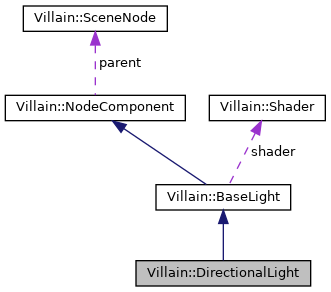 Villain::SceneNode
parent
Villain::NodeComponent
Villain::Shader
shader
Villain::BaseLight
Villain::DirectionalLight